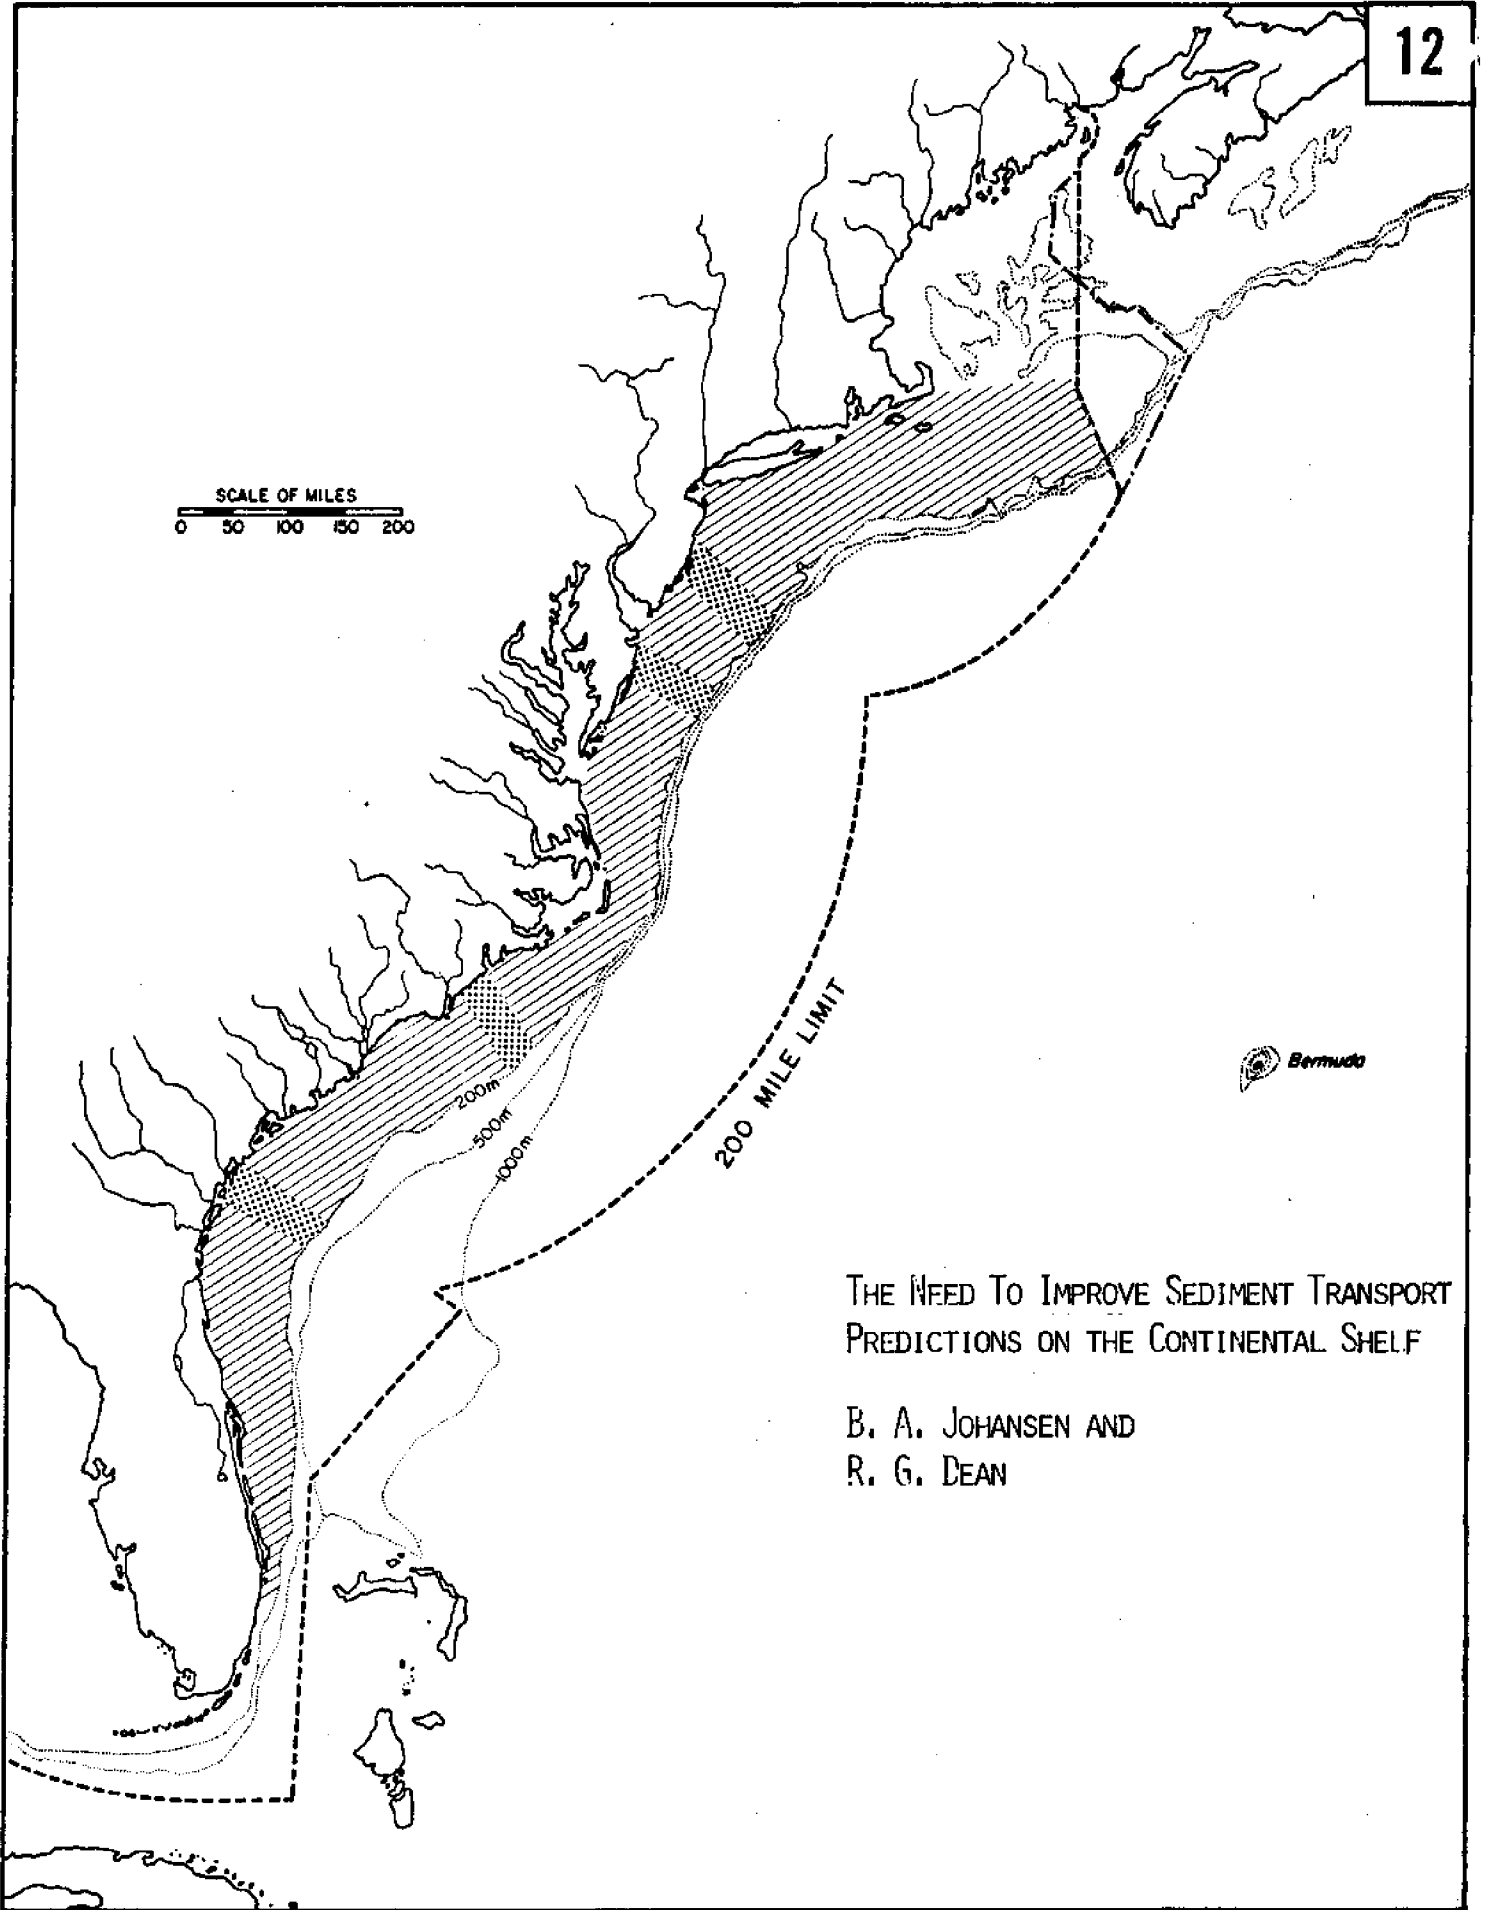 12
SCALE OF MILES
0 50 100 150 200
200 MILE LIMIT
Bermuda
200m
500m
1000m
THE NEED TO IMPROVE SEDIMENT TRANSPORT
PREDICTIONS ON THE CONTINENTAL SHELF
B. A. JOHANSEN AND
R. G. DEAN